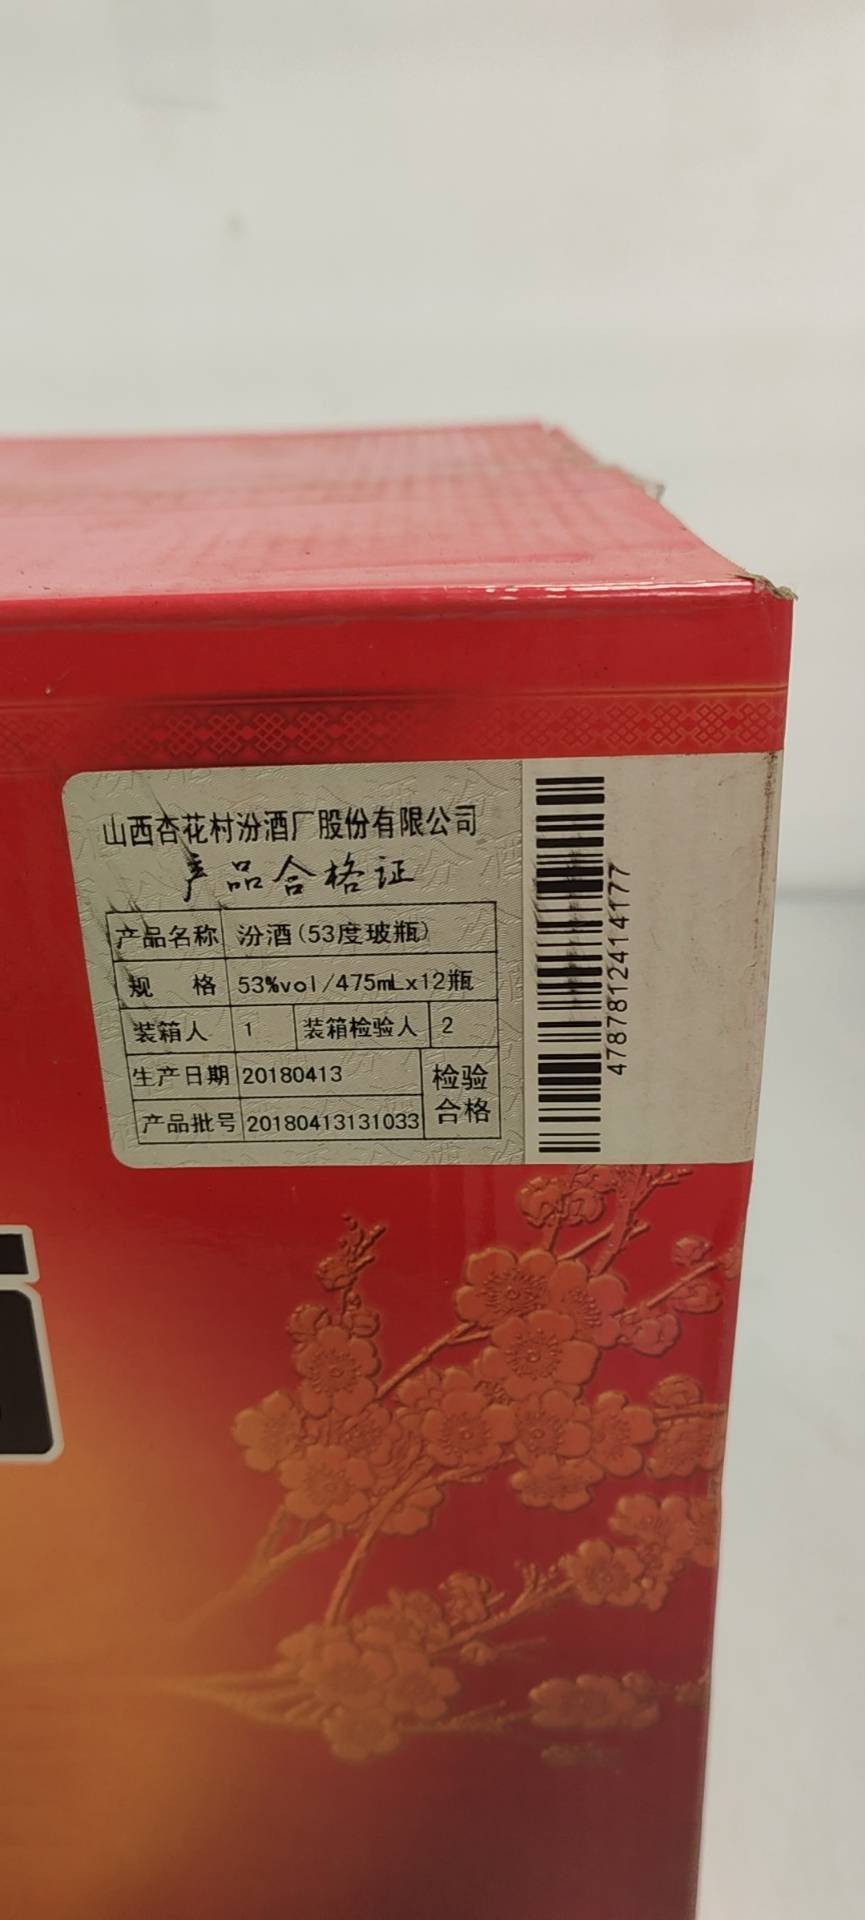 山西杏花村汾酒厂股份有限公司
产品合格证
产品名称 汾酒(53度玻瓶)
规 格 53%vol/475mLx12瓶
装箱人 1 装箱检验人 2
生产日期 20180413 检验
产品批号 20180413131033 合格
4787812414177